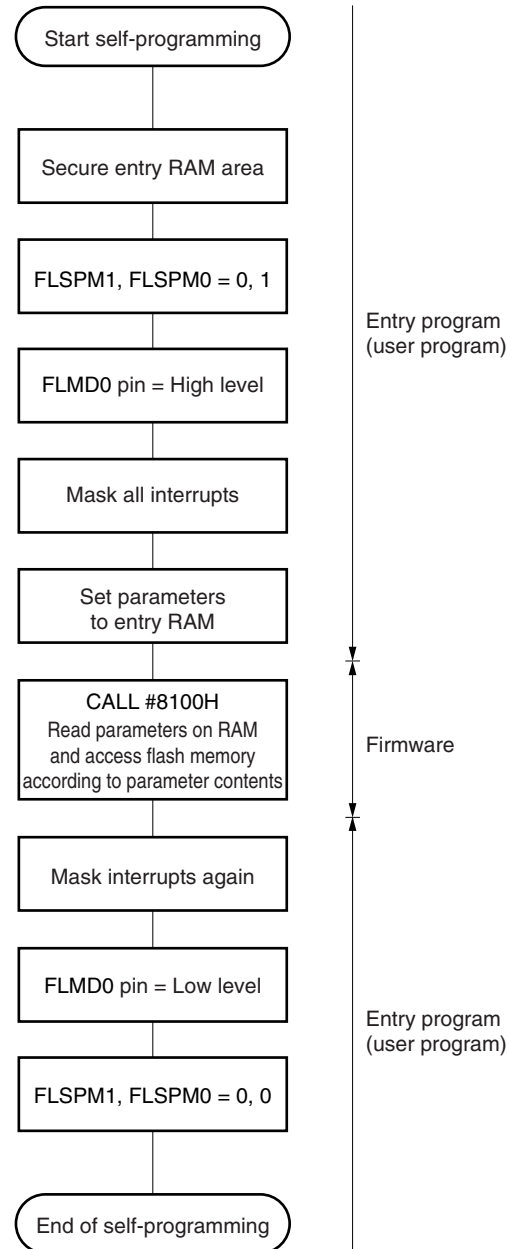 Start self-programming
Secure entry RAM area
FLSPM1, FLSPM0 = 0, 1
Entry program
(user program)
FLMD0 pin = High level
Mask all interrupts
Set parameters
to entry RAM
CALL #8100H
Read parameters on RAM
and access flash memory
according to parameter contents
Firmware
Mask interrupts again
FLMD0 pin = Low level
Entry program
(user program)
FLSPM1, FLSPM0 = 0, 0
End of self-programming